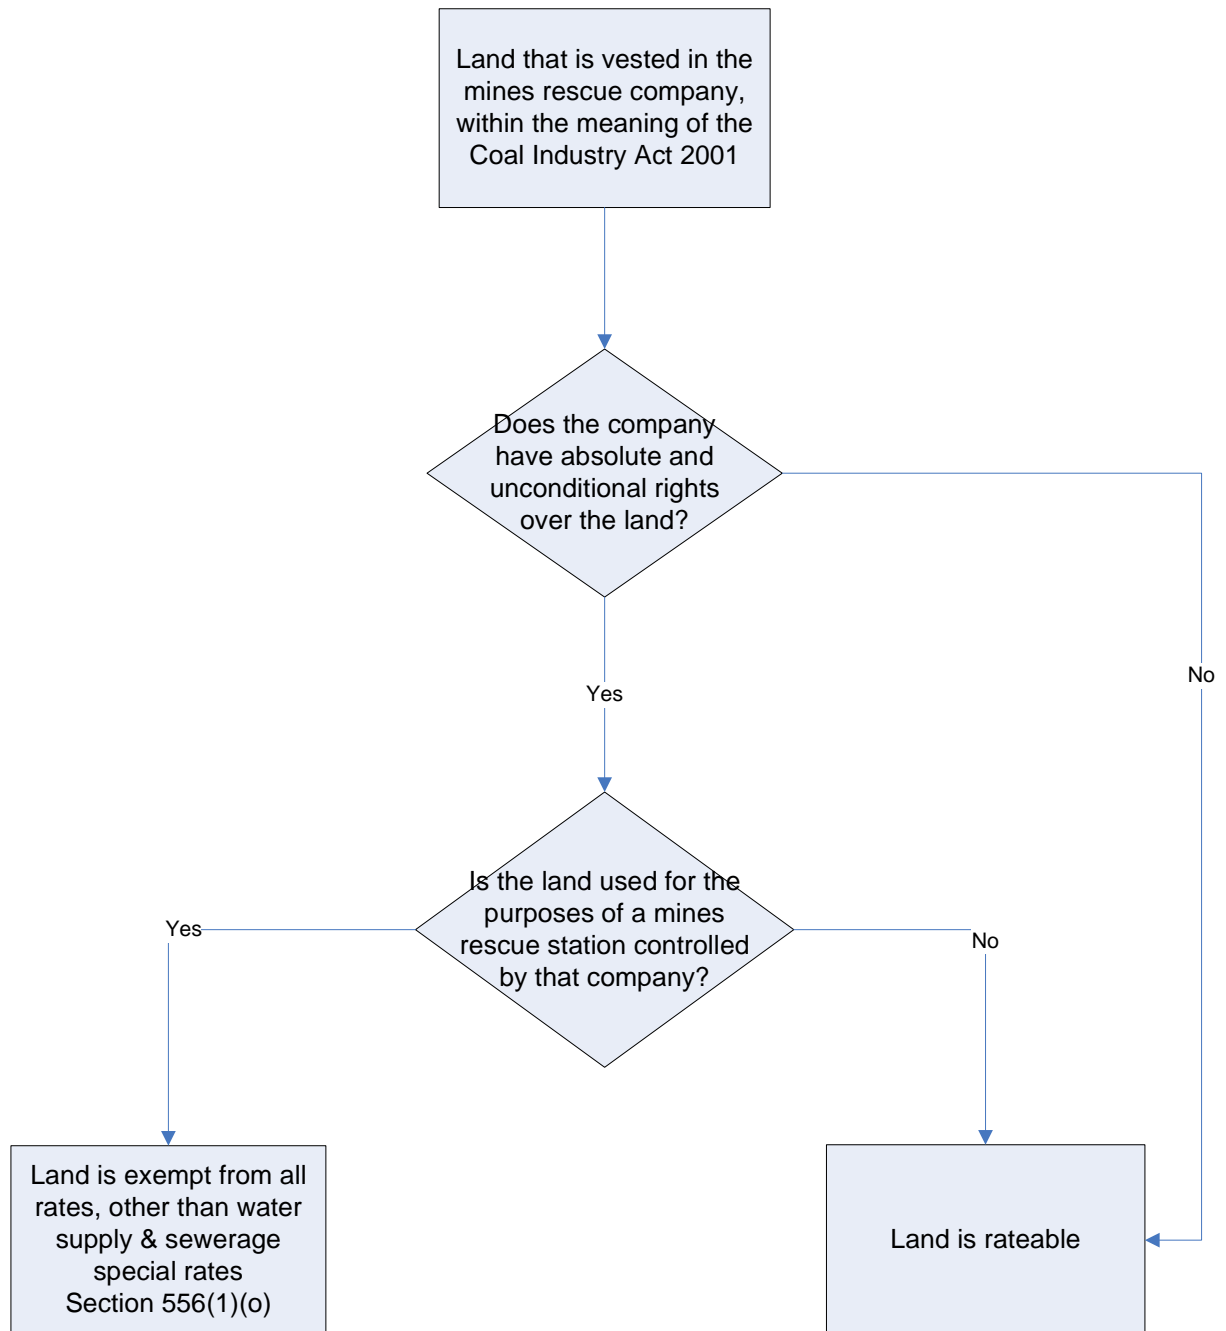 Land that is vested in the
mines rescue company,
within the meaning of the
Coal Industry Act 2001
Does the company
have absolute and
unconditional rights
over the land?
No
Yes
Is the land used for the
purposes of a mines
rescue station controlled
by that company?
Yes
No
Land is exempt from all
rates, other than water
supply & sewerage
special rates
Section 556(1)(o)
Land is rateable